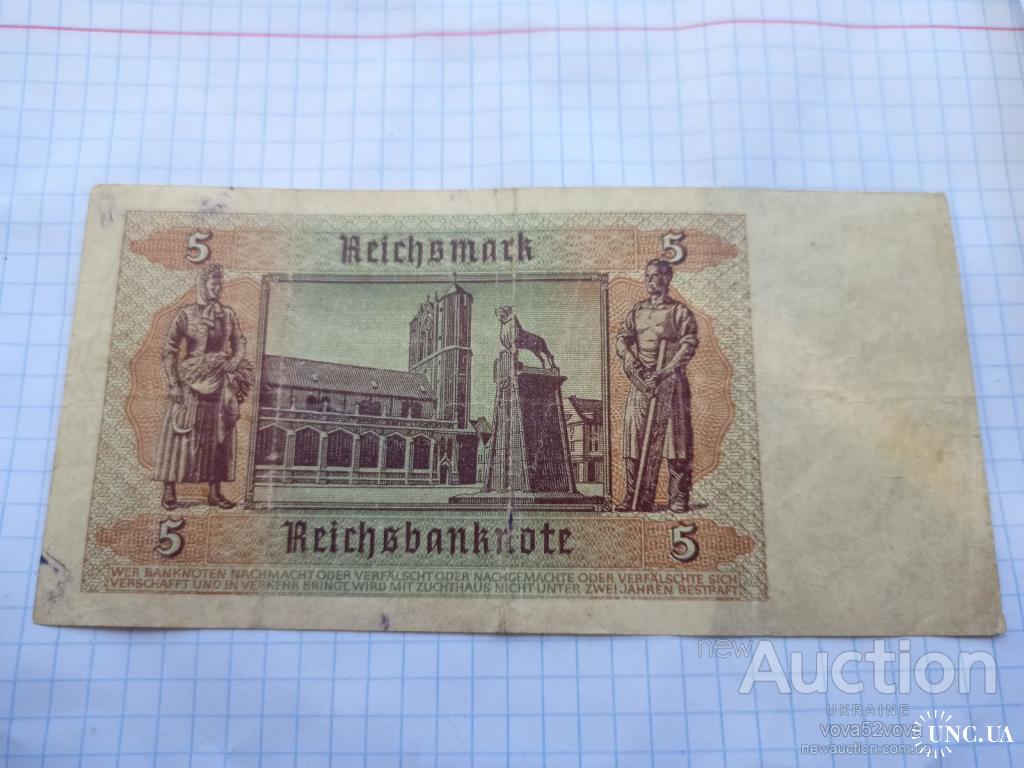 5 Reichsmark 5
5 Reichsbanknote 5
WER BANKNOTEN NACHMACHT ODER VERFÄLSCHT ODER NACHGEMACHTE ODER VERFÄLSCHTE SICH
VERSCHAFFT UND IN VERKEHR BRINGT, WIRD MIT ZUCHTHAUS NICHT UNTER ZWEI JAHREN BESTRAFT
new Auction
UKRAINE
vova52vova
newauction.com.ua
UNC.UA